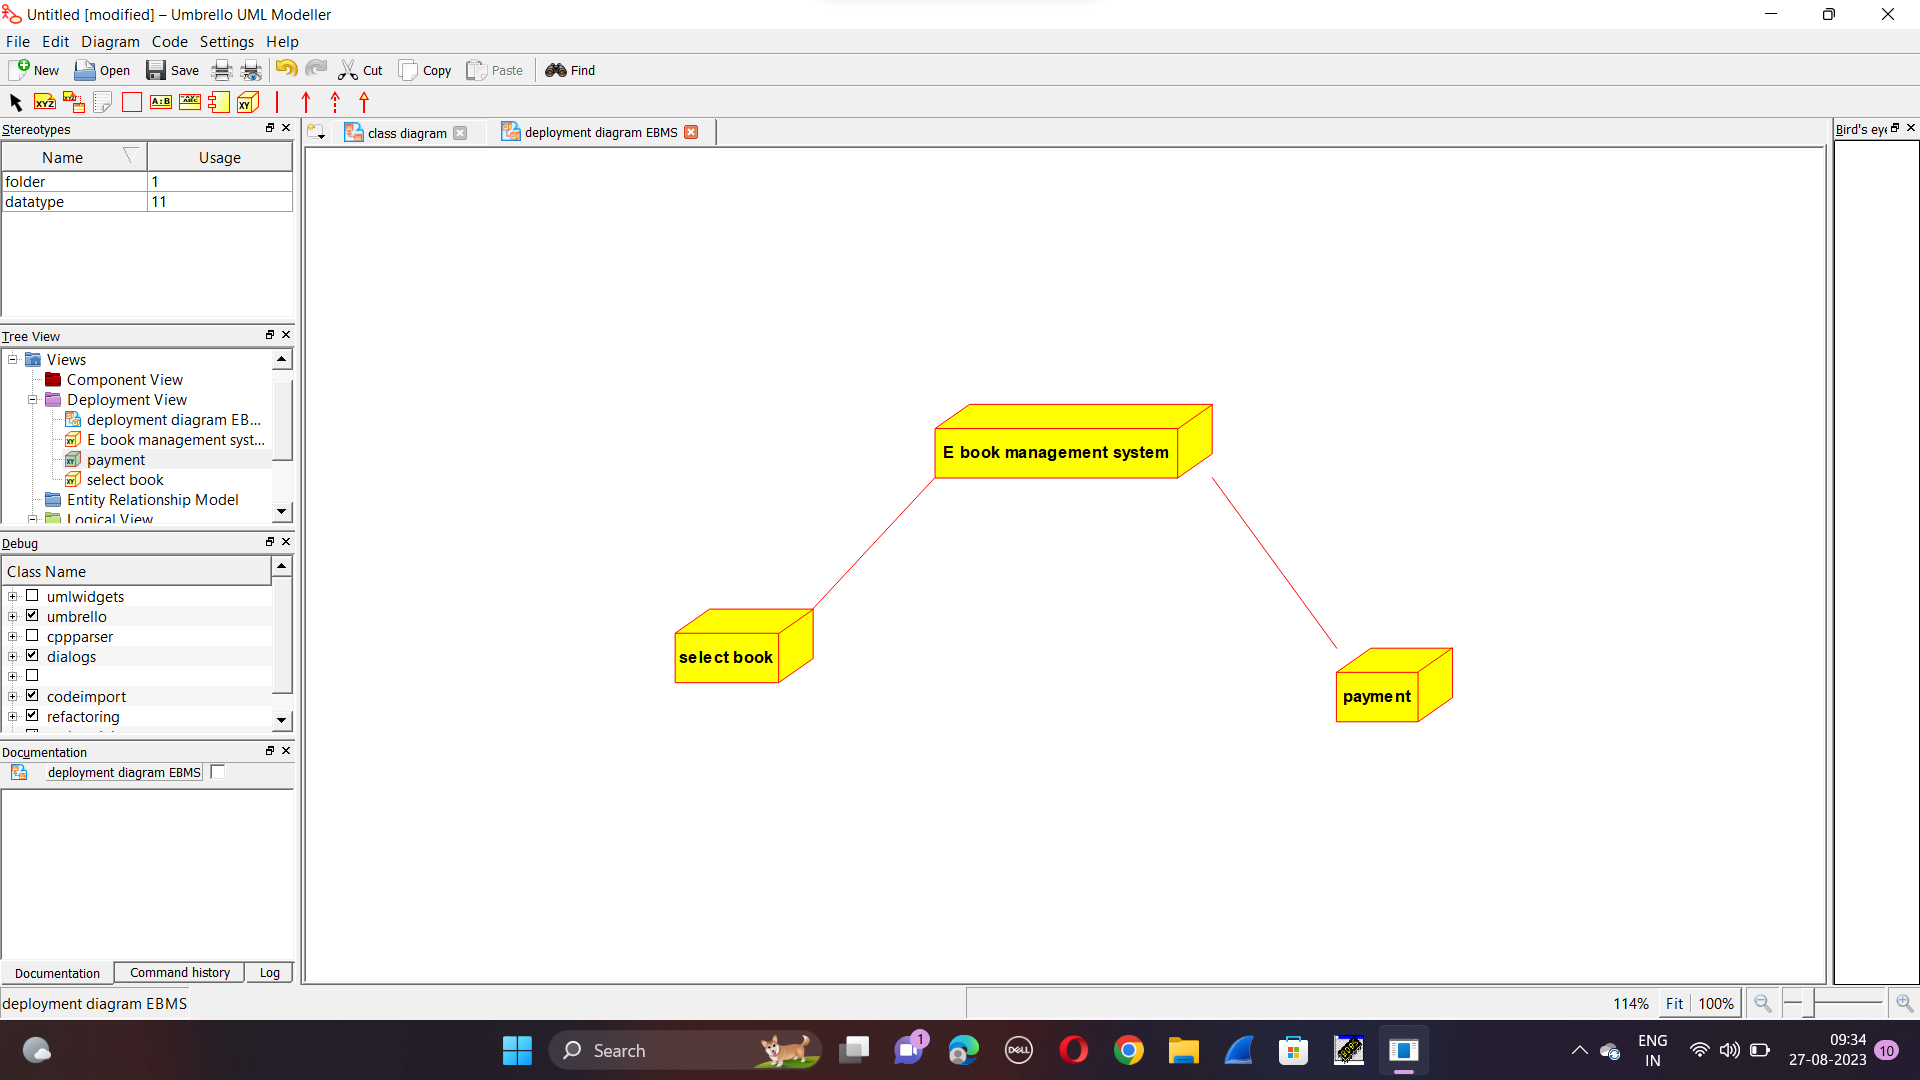 Untitled [modified] – Umbrello UML Modeller
File Edit Diagram Code Settings Help
New Open Save Cut Copy Paste Find
Stereotypes
Name Usage
folder 1
datatype 11
Tree View
Views
Component View
Deployment View
deployment diagram EB...
E book management syst...
payment
select book
Entity Relationship Model
Logical View
Debug
Class Name
umlwidgets
umbrello
cppparser
dialogs
codeimport
refactoring
Documentation
deployment diagram EBMS
Documentation Command history Log
deployment diagram EBMS
class diagram deployment diagram EBMS
E book management system
select book
payment
Bird's eye
114% Fit 100%
Search
1
DELL
ENG
IN
09:34
27-08-2023
10